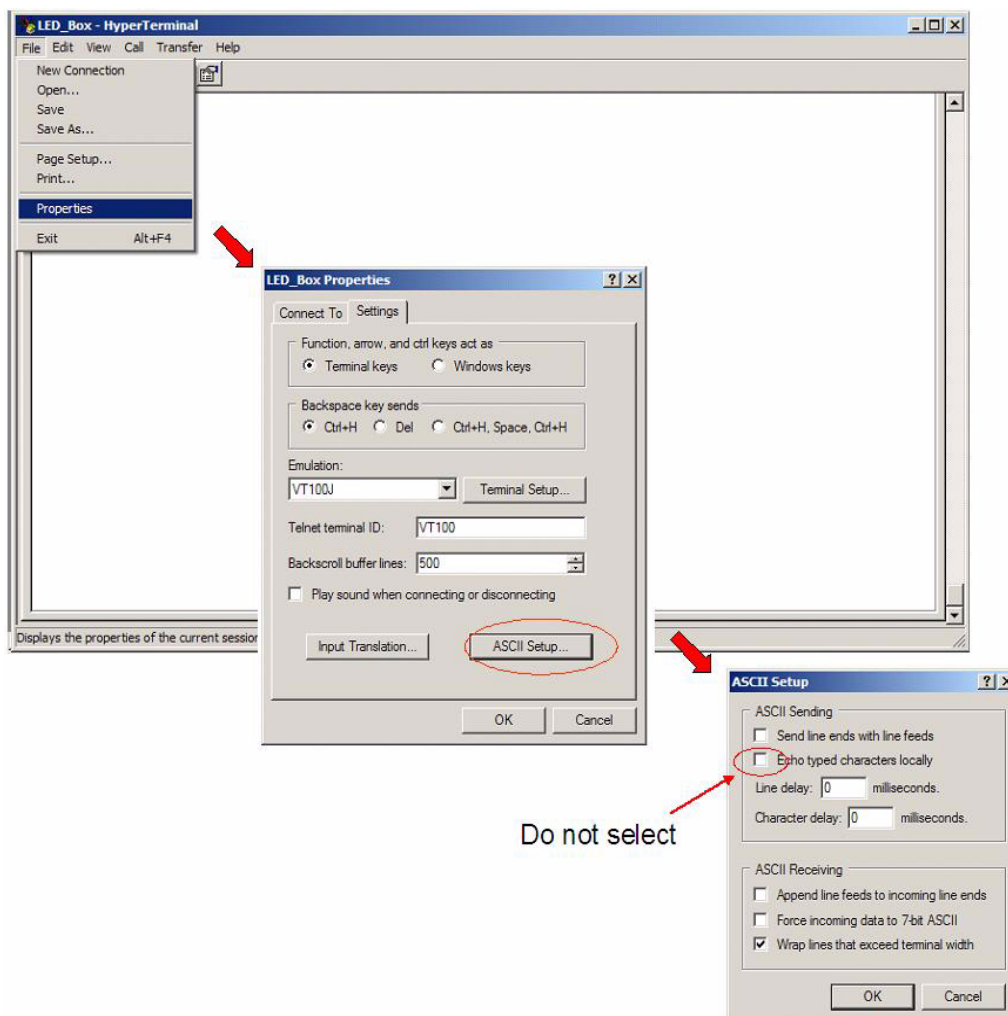 LED_Box - HyperTerminal
File Edit View Call Transfer Help
New Connection
Open...
Save
Save As...
Page Setup...
Print...
Properties
Exit Alt+F4
Displays the properties of the current session
LED_Box Properties
Connect To Settings
Function, arrow, and ctrl keys act as
Terminal keys Windows keys
Backspace key sends
Ctrl+H Del Ctrl+H, Space, Ctrl+H
Emulation:
VT100J Terminal Setup...
Telnet terminal ID: VT100
Backscroll buffer lines: 500
Play sound when connecting or disconnecting
Input Translation... ASCII Setup...
OK Cancel
ASCII Setup
ASCII Sending
Send line ends with line feeds
Echo typed characters locally
Line delay: 0 milliseconds.
Character delay: 0 milliseconds.
Do not select
ASCII Receiving
Append line feeds to incoming line ends
Force incoming data to 7-bit ASCII
Wrap lines that exceed terminal width
OK Cancel